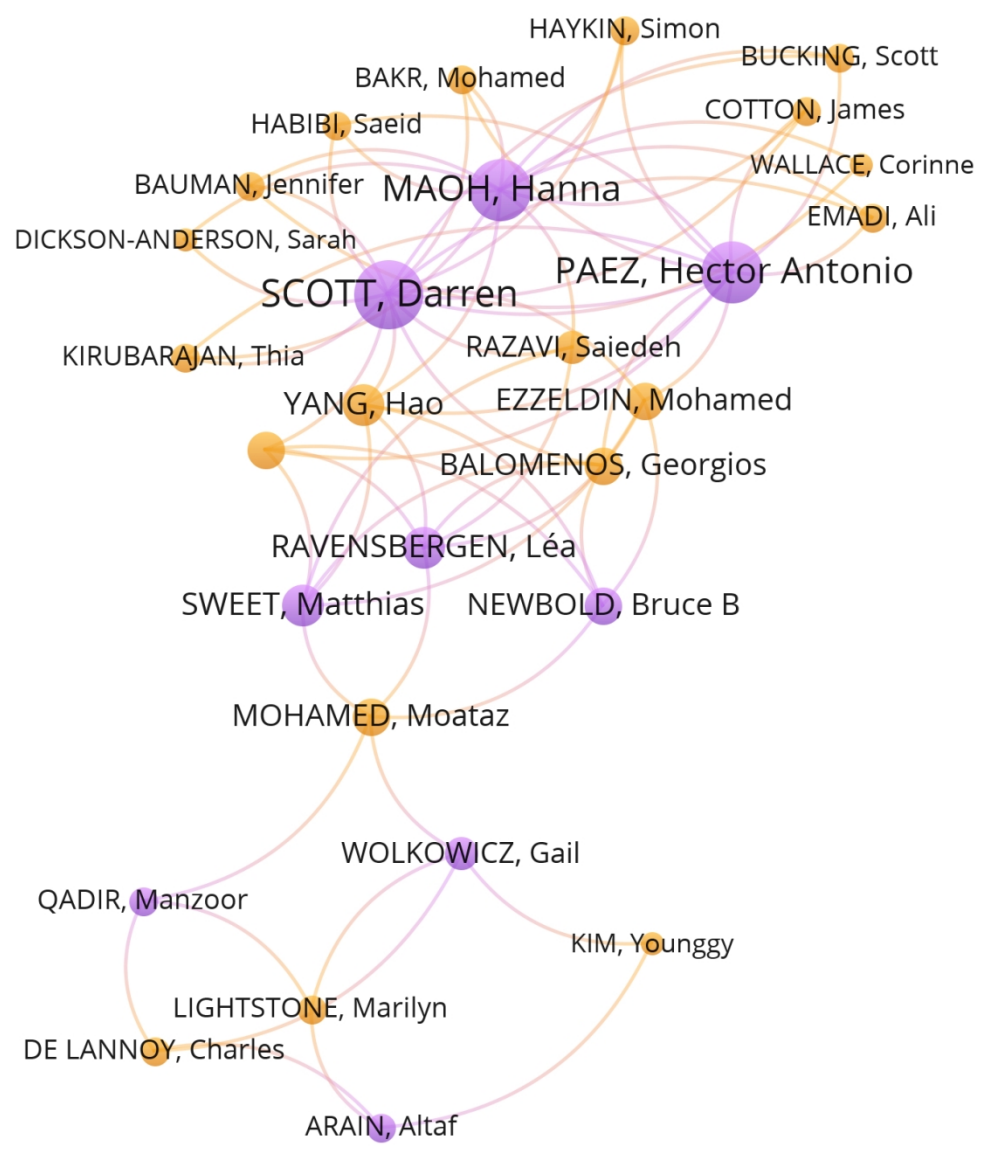 HAYKIN, Simon
BUCKING, Scott
BAKR, Mohamed
COTTON, James
HABIBI, Saeid
WALLACE, Corinne
BAUMAN, Jennifer
MAOH, Hanna
EMADI, Ali
DICKSON-ANDERSON, Sarah
PAEZ, Hector Antonio
SCOTT, Darren
RAZAVI, Saiedeh
KIRUBARAJAN, Thia
EZZELDIN, Mohamed
YANG, Hao
BALOMENOS, Georgios
RAVENSBERGEN, Léa
SWEET, Matthias
NEWBOLD, Bruce B
MOHAMED, Moataz
WOLKOWICZ, Gail
QADIR, Manzoor
KIM, Younggy
LIGHTSTONE, Marilyn
DE LANNOY, Charles
ARAIN, Altaf